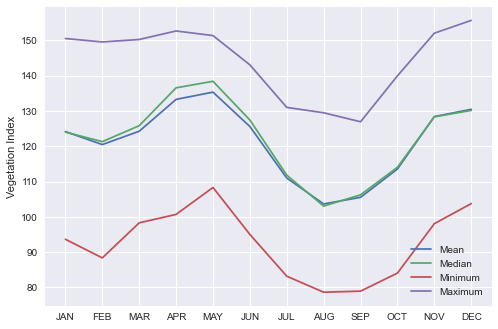 Vegetation Index
150
140
130
120
110
100
90
80
JAN FEB MAR APR MAY JUN JUL AUG SEP OCT NOV DEC
Mean
Median
Minimum
Maximum